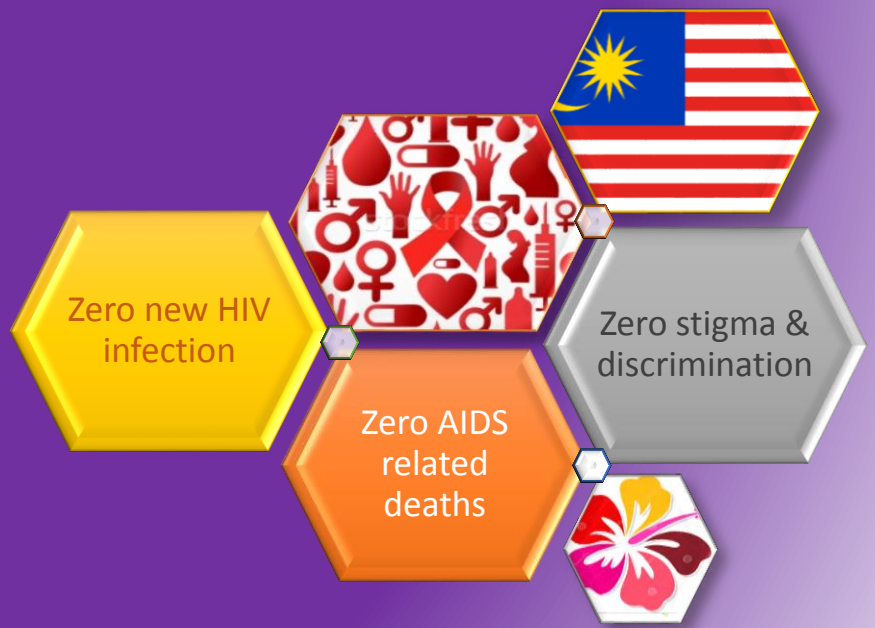 Zero new HIV
infection
Zero AIDS
related
deaths
Zero stigma &
discrimination